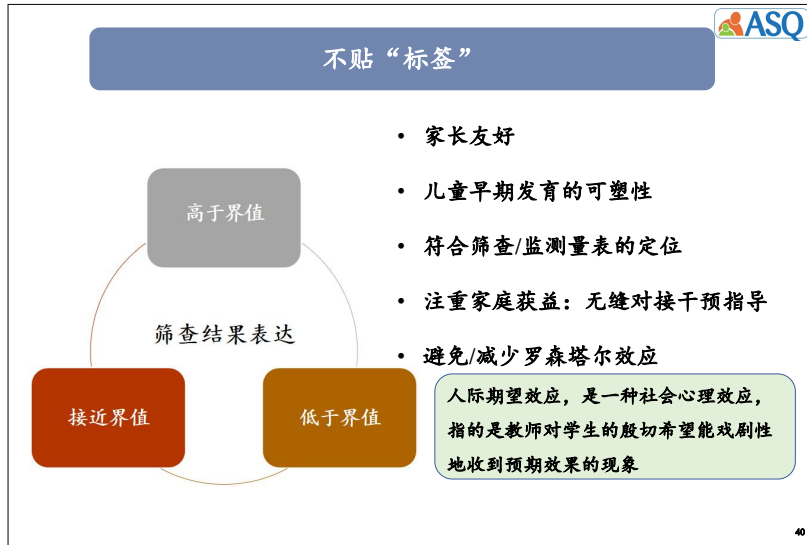 ASQ
不贴“标签”
高于界值
筛查结果表达
接近界值
低于界值
• 家长友好
• 儿童早期发育的可塑性
• 符合筛查/监测量表的定位
• 注重家庭获益：无缝对接干预指导
• 避免/减少罗森塔尔效应
人际期望效应，是一种社会心理效应，
指的是教师对学生的殷切希望能戏剧性
地收到预期效果的现象
40